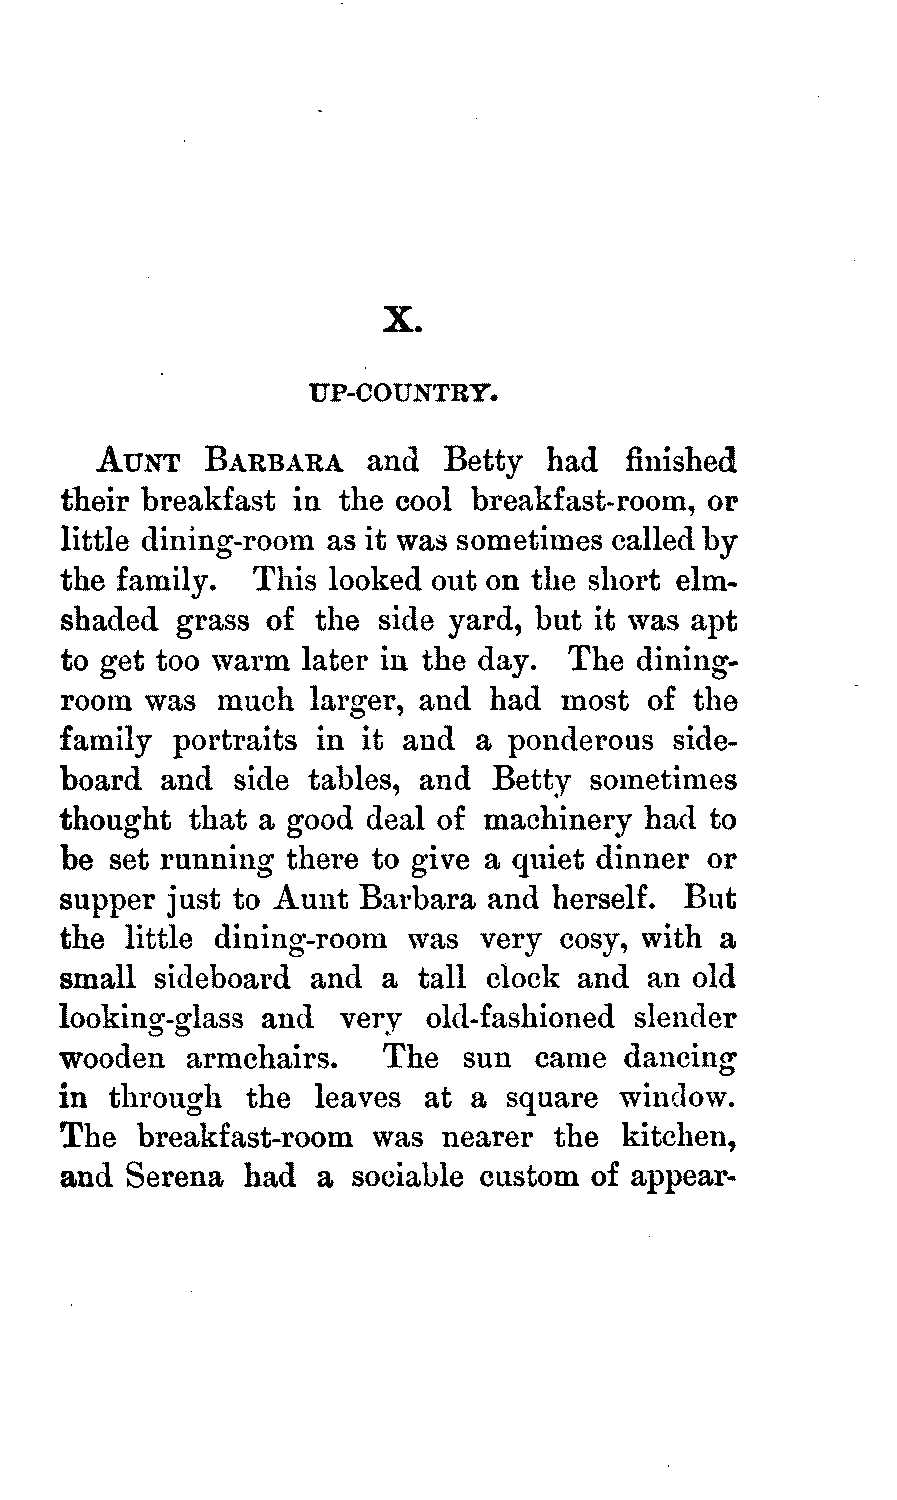 X.
UP-COUNTRY.
AUNT BARBARA and Betty had finished
their breakfast in the cool breakfast-room, or
little dining-room as it was sometimes called by
the family. This looked out on the short elm-
shaded grass of the side yard, but it was apt
to get too warm later in the day. The dining-
room was much larger, and had most of the
family portraits in it and a ponderous side-
board and side tables, and Betty sometimes
thought that a good deal of machinery had to
be set running there to give a quiet dinner or
supper just to Aunt Barbara and herself. But
the little dining-room was very cosy, with a
small sideboard and a tall clock and an old
looking-glass and very old-fashioned slender
wooden armchairs. The sun came dancing
in through the leaves at a square window.
The breakfast-room was nearer the kitchen,
and Serena had a sociable custom of appear-